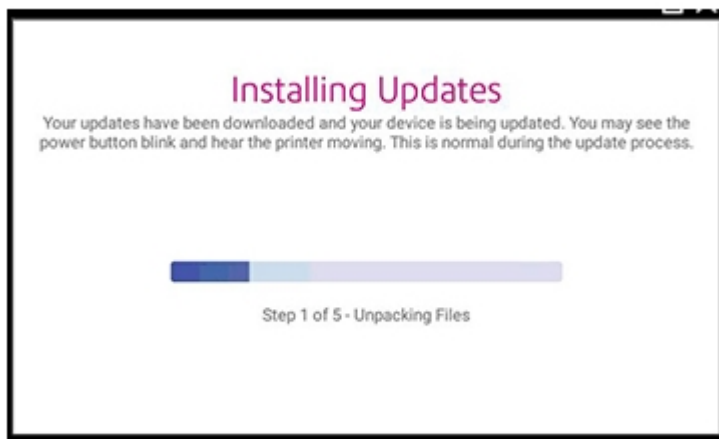 Installing Updates
Your updates have been downloaded and your device is being updated. You may see the
power button blink and hear the printer moving. This is normal during the update process.
Step 1 of 5 - Unpacking Files